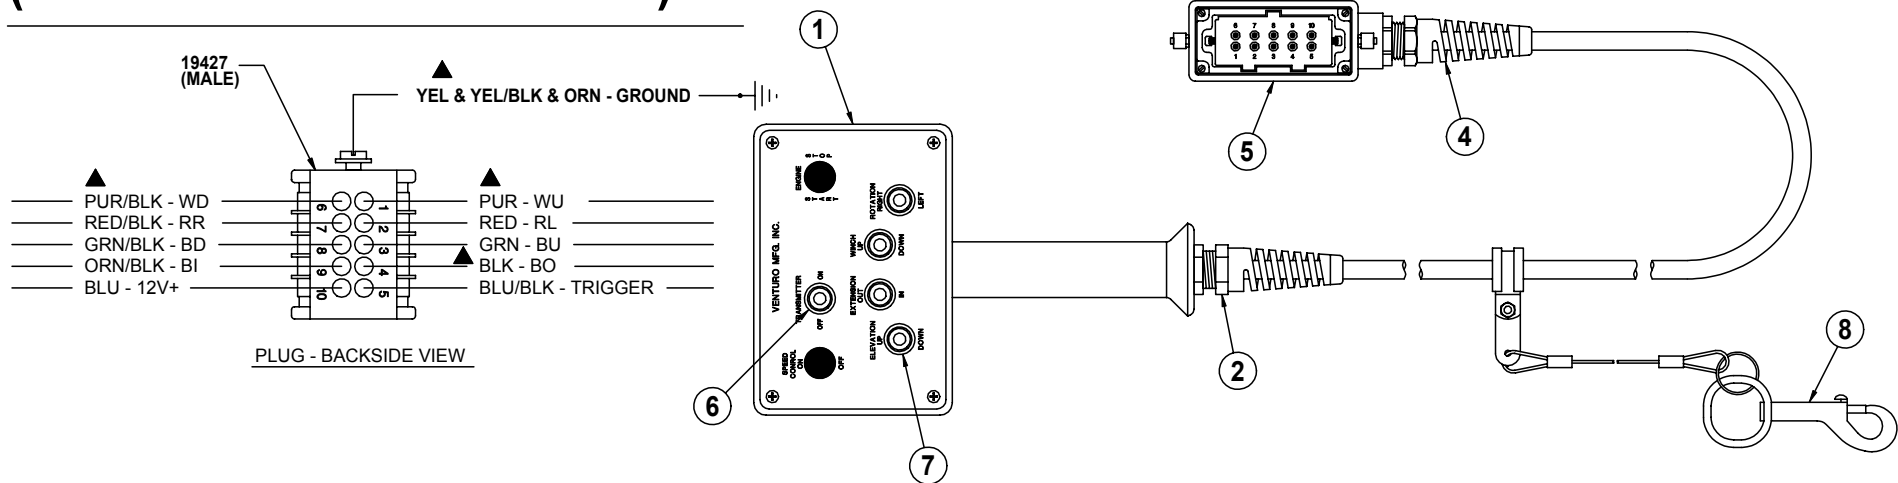 19427
(MALE)
YEL & YEL/BLK & ORN - GROUND
PUR/BLK - WD
RED/BLK - RR
GRN/BLK - BD
ORN/BLK - BI
BLU - 12V+
6
7
8
9
10
1
2
3
4
5
PUR - WU
RED - RL
GRN - BU
BLK - BO
BLU/BLK - TRIGGER
PLUG - BACKSIDE VIEW
1
VENTURO MFG. INC.
ENGINE
STOP
START
ROTATION
RIGHT
LEFT
WINCH
UP
DOWN
TRANSMITTER
ON
OFF
EXTENSION
OUT
IN
ELEVATION
UP
DOWN
SPEED
CONROL
ON
OFF
6
7
2
6 7 8 9 10
1 2 3 4 5
5
4
8